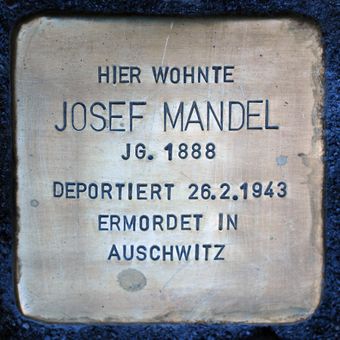 HIER WOHNTE
JOSEF MANDEL
JG. 1888
DEPORTIERT 26.2.1943
ERMORDET IN
AUSCHWITZ